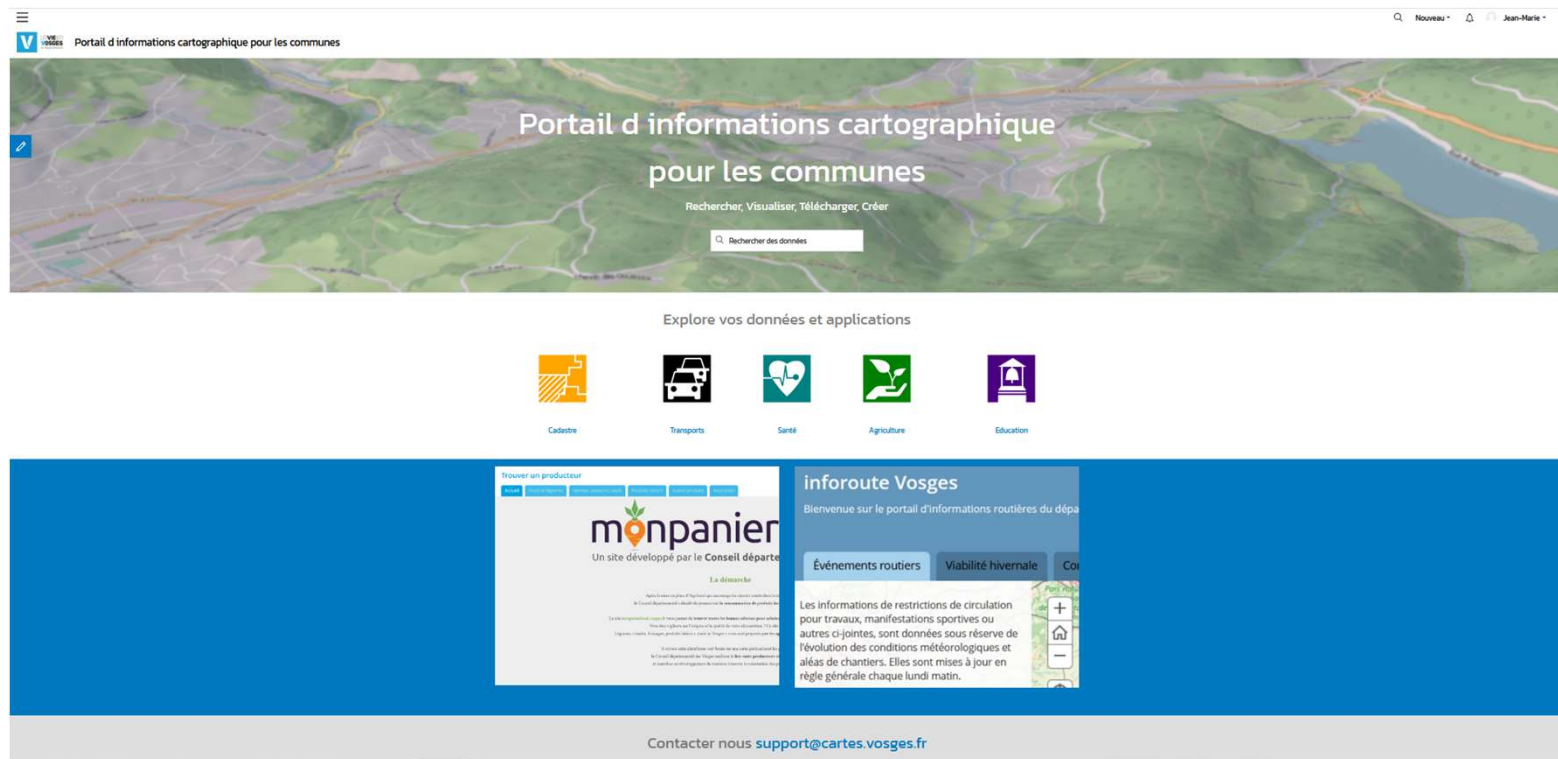 Nouveau
Jean-Marie
V
VOSGES
Portail d informations cartographique pour les communes
Portail d informations cartographique
pour les communes
Rechercher, Visualiser, Télécharger, Créer
Rechercher des données
Explore vos données et applications
Cadastre
Transports
Santé
Agriculture
Education
Trouver un producteur
Accueil
monpanier
Un site développé par le Conseil départe
La démarche
inforoute Vosges
Bienvenue sur le portail d'informations routières du dépa
Événements routiers
Viabilité hivernale
Co
Les informations de restrictions de circulation
pour travaux, manifestations sportives ou
autres ci-jointes, sont données sous réserve de
l'évolution des conditions météorologiques et
aléas de chantiers. Elles sont mises à jour en
règle générale chaque lundi matin.
Contacter nous support@cartes.vosges.fr